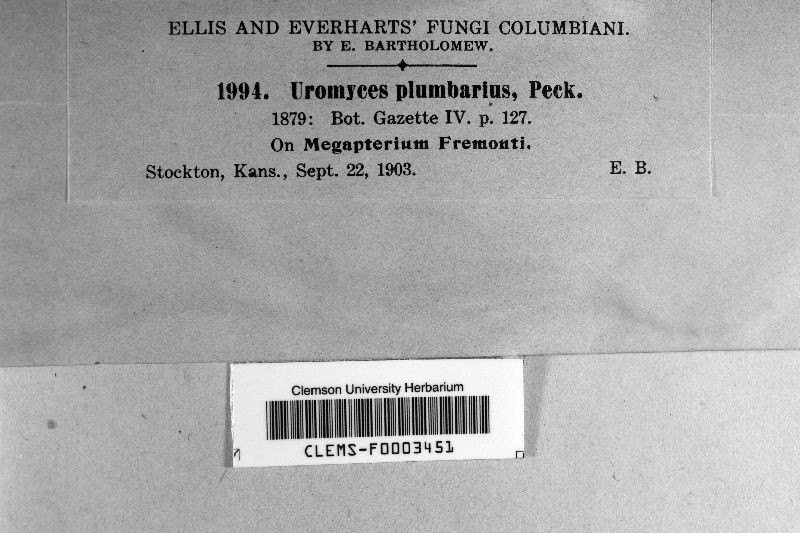 ELLIS AND EVERHARTS' FUNGI COLUMBIANI.
BY E. BARTHOLOMEW.
1994. Uromyces plumbarius, Peck.
1879: Bot. Gazette IV. p. 127.
On Megapterium Fremonti.
Stockton, Kans., Sept. 22, 1903. E. B.
Clemson University Herbarium
CLEMS-F0003451